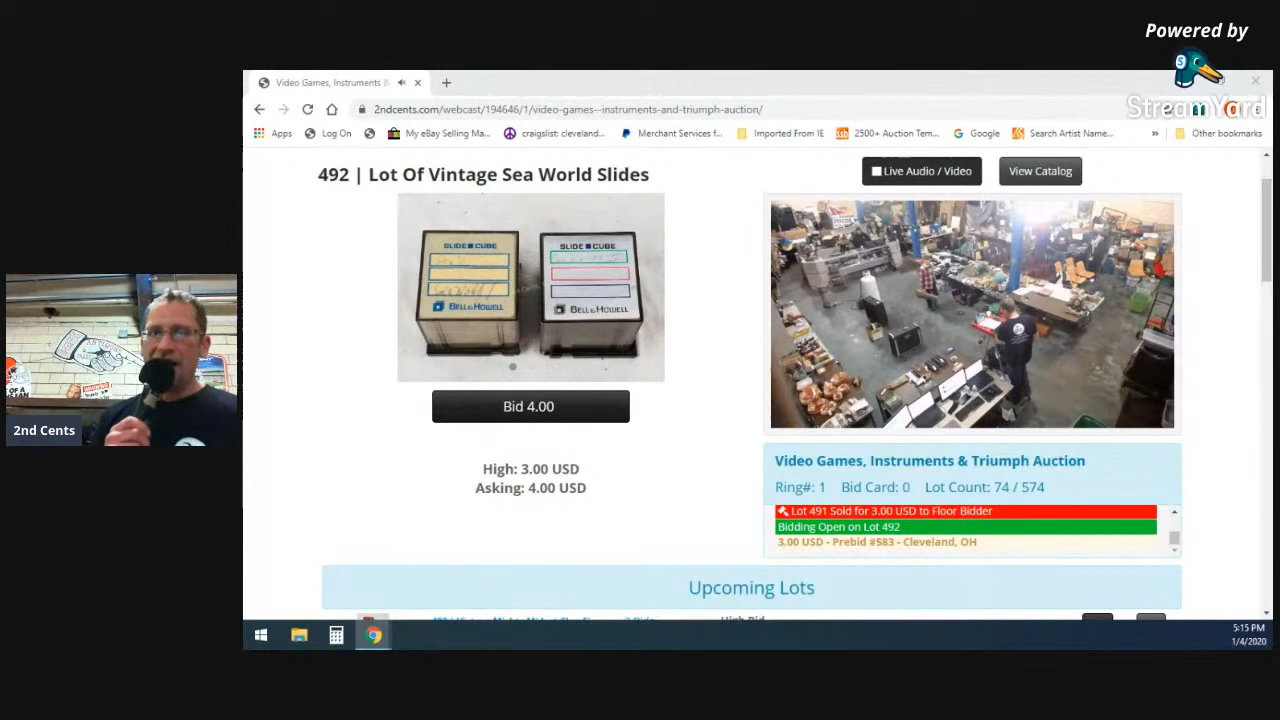 Powered by
StreamYard
Video Games, Instruments &
2ndcents.com/webcast/194646/1/video-games--instruments-and-triumph-auction/
Apps
Log On
My eBay Selling Ma...
craigslist: cleveland...
Merchant Services f...
Imported From IE
2500+ Auction Tem...
Google
Search Artist Name...
»
Other bookmarks
492 | Lot Of Vintage Sea World Slides
Live Audio / Video
View Catalog
SLIDE CUBE
BELL & HOWELL
SLIDE CUBE
BELL & HOWELL
Bid 4.00
High: 3.00 USD
Asking: 4.00 USD
Video Games, Instruments & Triumph Auction
Ring#: 1 Bid Card: 0 Lot Count: 74 / 574
Lot 491 Sold for 3.00 USD to Floor Bidder
Bidding Open on Lot 492
3.00 USD - Prebid #583 - Cleveland, OH
Upcoming Lots
2nd Cents
5:15 PM
1/4/2020